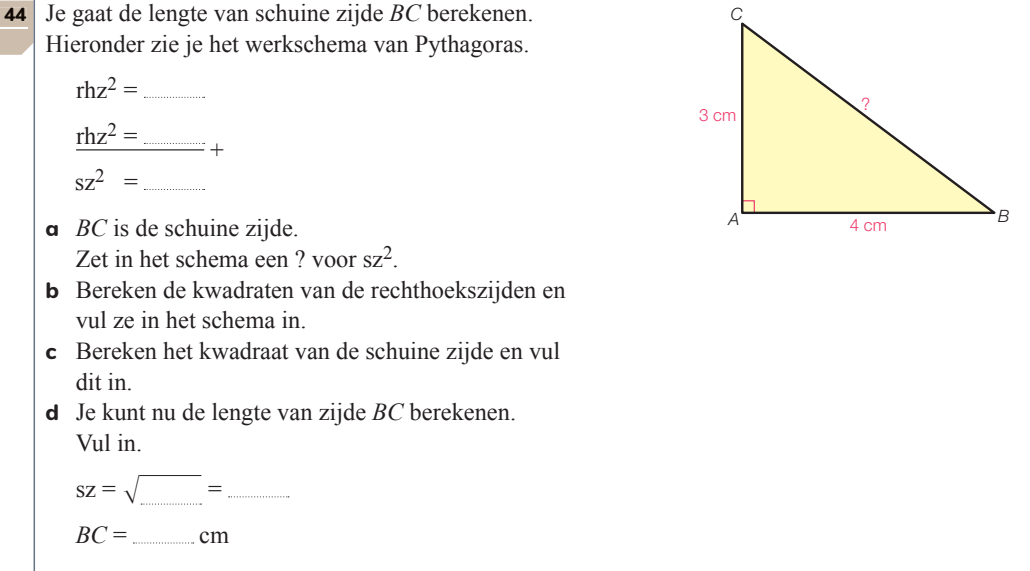 44 Je gaat de lengte van schuine zijde BC berekenen.
Hieronder zie je het werkschema van Pythagoras.
rhz² = ..........
rhz² = .......... +
sz² = ..........
a BC is de schuine zijde.
Zet in het schema een ? voor sz².
b Bereken de kwadraten van de rechthoekszijden en
vul ze in het schema in.
c Bereken het kwadraat van de schuine zijde en vul
dit in.
d Je kunt nu de lengte van zijde BC berekenen.
Vul in.
sz = √.......... = ..........
BC = .......... cm
C
?
3 cm
A
B
4 cm